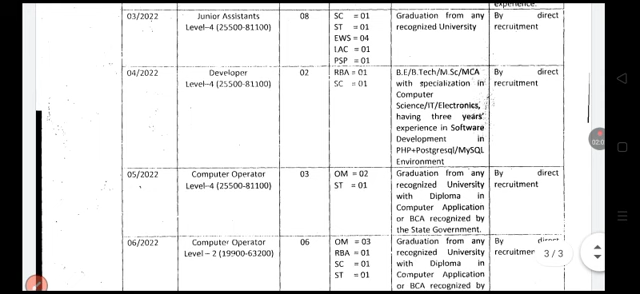 experience.
03/2022 Junior Assistants 08 SC = 01 Graduation from any By direct
Level-4 (25500-81100) ST = 01 recognized University recruitment
EWS = 04
LAC = 01
PSP = 01
04/2022 Developer 02 RBA = 01 B.E/B.Tech/M.Sc/MCA By direct
Level-4 (25500-81100) SC = 01 with specialization in recruitment
Computer
Science/IT/Electronics,
having three years'
experience in Software
Development in
PHP+Postgresql/MySQL
Environment
02:0
05/2022 Computer Operator 03 OM = 02 Graduation from any By direct
Level-4 (25500-81100) ST = 01 recognized University recruitment
with Diploma in
Computer Application
or BCA recognized by
the State Government.
06/2022 Computer Operator 06 OM = 03 Graduation from any By direct
Level – 2 (19900-63200) RBA = 01 recognized University recruitmen
SC = 01 with Diploma in
ST = 01 Computer Application
or BCA recognized by
3 / 3